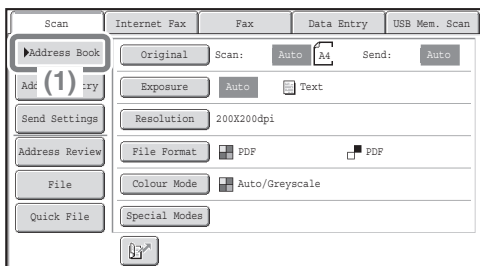 Scan Internet Fax Fax Data Entry USB Mem. Scan
Address Book Original Scan: Auto A4 Send: Auto
(1)
Exposure Auto Text
Send Settings Resolution 200X200dpi
Address Review File Format PDF PDF
File Colour Mode Auto/Greyscale
Quick File Special Modes